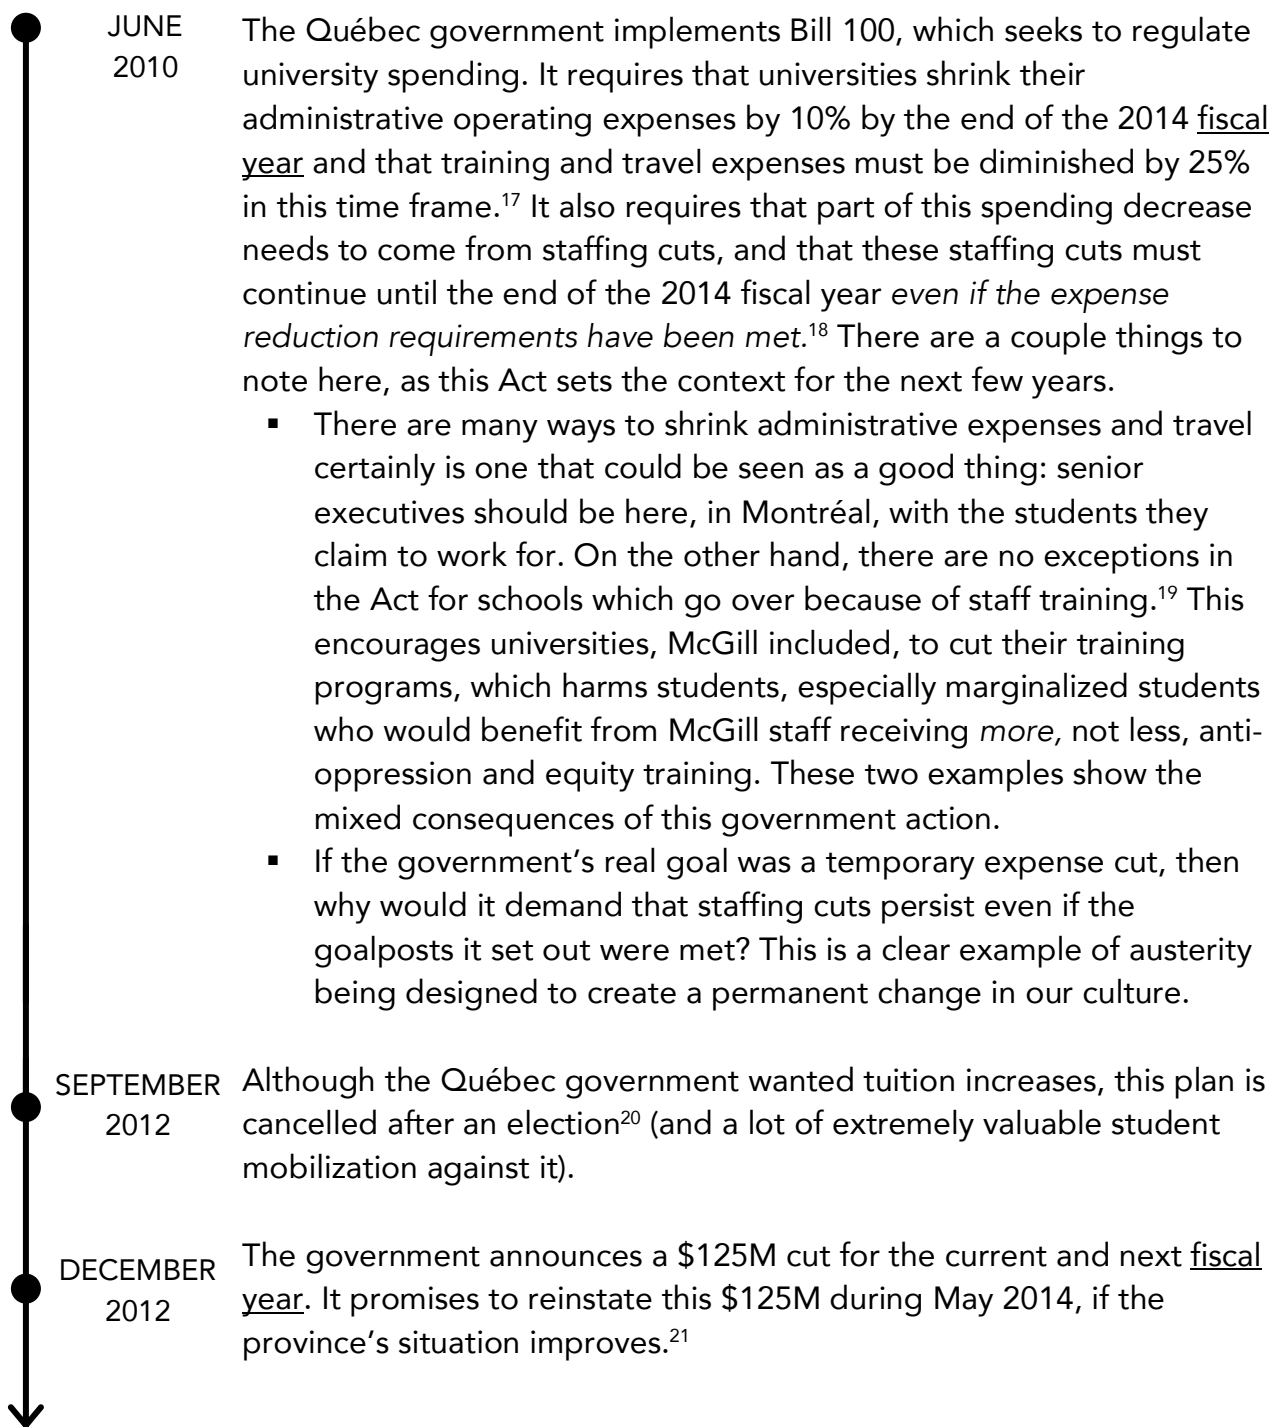 JUNE
2010
The Québec government implements Bill 100, which seeks to regulate
university spending. It requires that universities shrink their
administrative operating expenses by 10% by the end of the 2014 fiscal
year and that training and travel expenses must be diminished by 25%
in this time frame.17 It also requires that part of this spending decrease
needs to come from staffing cuts, and that these staffing cuts must
continue until the end of the 2014 fiscal year even if the expense
reduction requirements have been met.18 There are a couple things to
note here, as this Act sets the context for the next few years.
▪ There are many ways to shrink administrative expenses and travel
certainly is one that could be seen as a good thing: senior
executives should be here, in Montréal, with the students they
claim to work for. On the other hand, there are no exceptions in
the Act for schools which go over because of staff training.19 This
encourages universities, McGill included, to cut their training
programs, which harms students, especially marginalized students
who would benefit from McGill staff receiving more, not less, anti-
oppression and equity training. These two examples show the
mixed consequences of this government action.
▪ If the government’s real goal was a temporary expense cut, then
why would it demand that staffing cuts persist even if the
goalposts it set out were met? This is a clear example of austerity
being designed to create a permanent change in our culture.
SEPTEMBER
2012
Although the Québec government wanted tuition increases, this plan is
cancelled after an election20 (and a lot of extremely valuable student
mobilization against it).
DECEMBER
2012
The government announces a $125M cut for the current and next fiscal
year. It promises to reinstate this $125M during May 2014, if the
province’s situation improves.21